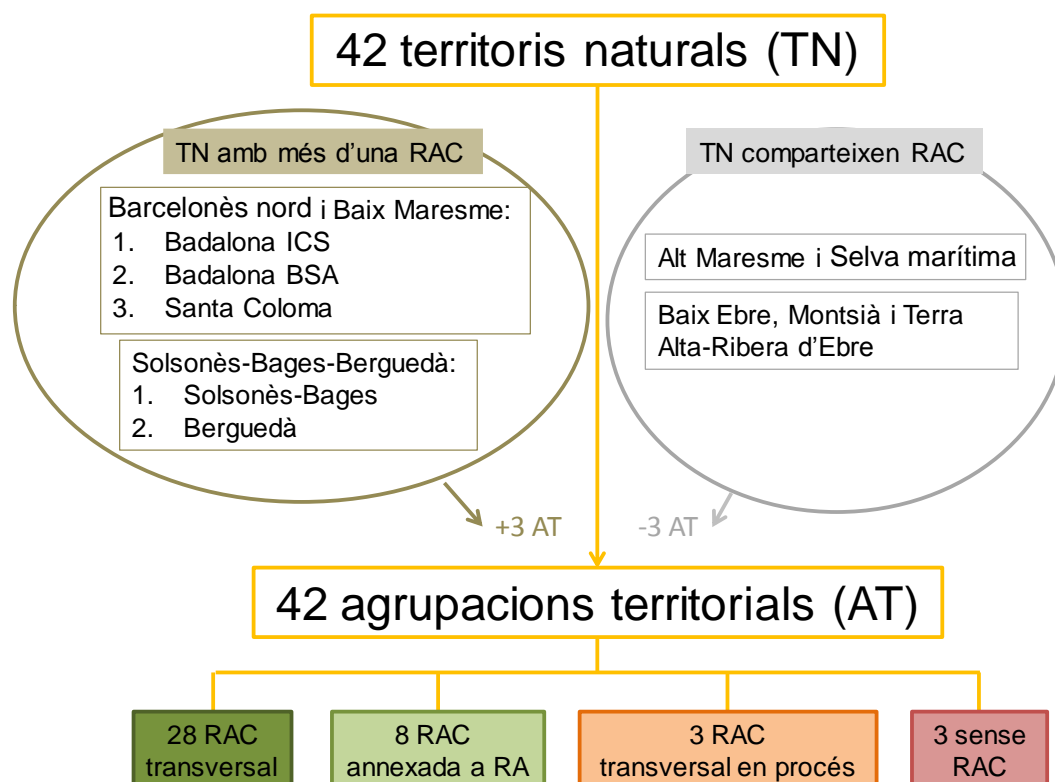 42 territoris naturals (TN)
TN amb més d'una RAC
Barcelonès nord i Baix Maresme:
1. Badalona ICS
2. Badalona BSA
3. Santa Coloma
Solsonès-Bages-Berguedà:
1. Solsonès-Bages
2. Berguedà
+3 AT
TN comparteixen RAC
Alt Maresme i Selva marítima
Baix Ebre, Montsià i Terra
Alta-Ribera d'Ebre
-3 AT
42 agrupacions territorials (AT)
28 RAC
transversal
8 RAC
annexada a RA
3 RAC
transversal en procés
3 sense
RAC